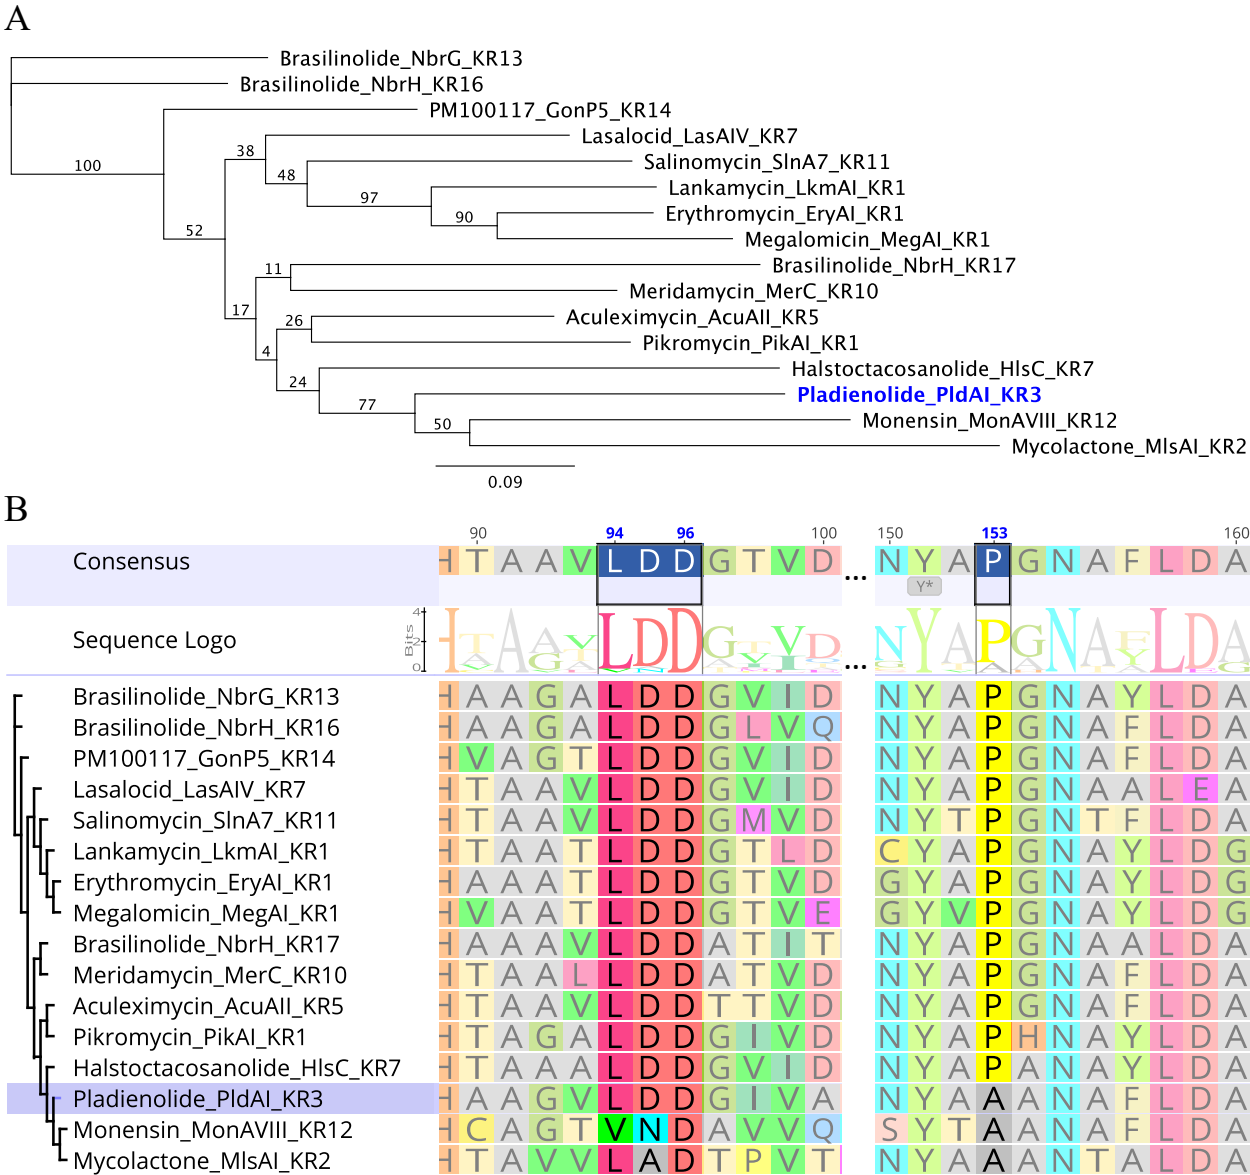 A
Brasilinolide_NbrG_KR13
Brasilinolide_NbrH_KR16
PM100117_GonP5_KR14
Lasalocid_LasAIV_KR7
38
Salinomycin_SlnA7_KR11
100
48
Lankamycin_LkmAI_KR1
97
Erythromycin_EryAI_KR1
90
52
Megalomicin_MegAI_KR1
Brasilinolide_NbrH_KR17
11
Meridamycin_MerC_KR10
17
Aculeximycin_AcuAII_KR5
26
Pikromycin_PikAI_KR1
4
Halstoctacosanolide_HlsC_KR7
24
Pladienolide_PldAI_KR3
77
Monensin_MonAVIII_KR12
50
Mycolactone_MlsAI_KR2
0.09
B
90 94 96 100 150 153 160
Consensus H T A A V L D D G T V D ... N Y A P G N A F L D A
Y*
Sequence Logo
Bits
4
2
0
...
Brasilinolide_NbrG_KR13 H A A G A L D D G V I D N Y A P G N A Y L D A
Brasilinolide_NbrH_KR16 H A A G A L D D G L V Q N Y A P G N A F L D A
PM100117_GonP5_KR14 H V A G T L D D G V I D N Y A P G N A F L D A
Lasalocid_LasAIV_KR7 H T A A V L D D G V I D N Y A P G N A A L E A
Salinomycin_SlnA7_KR11 H T A A V L D D G M V D N Y T P G N T F L D A
Lankamycin_LkmAI_KR1 H T A A T L D D G T L D C Y A P G N A Y L D G
Erythromycin_EryAI_KR1 H A A A T L D D G T V D G Y A P G N A Y L D G
Megalomicin_MegAI_KR1 H V A A T L D D G T V E G Y V P G N A Y L D G
Brasilinolide_NbrH_KR17 H A A A V L D D A T I T N Y A P G N A A L D A
Meridamycin_MerC_KR10 H T A A L L D D A T V D N Y A P G N A F L D A
Aculeximycin_AcuAII_KR5 H T A A V L D D T T V D N Y A P G N A F L D A
Pikromycin_PikAI_KR1 H T A G A L D D G I V D N Y A P H N A Y L D A
Halstoctacosanolide_HlsC_KR7 H T A A A L D D G V I D N Y A P A N A Y L D A
Pladienolide_PldAI_KR3 H A A G V L D D G I V A N Y A A A N A F L D A
Monensin_MonAVIII_KR12 H C A G T V N D A V V Q S Y T A A N A F L D A
Mycolactone_MlsAI_KR2 H T A V V L A D T P V T N Y A A A N T A L D A